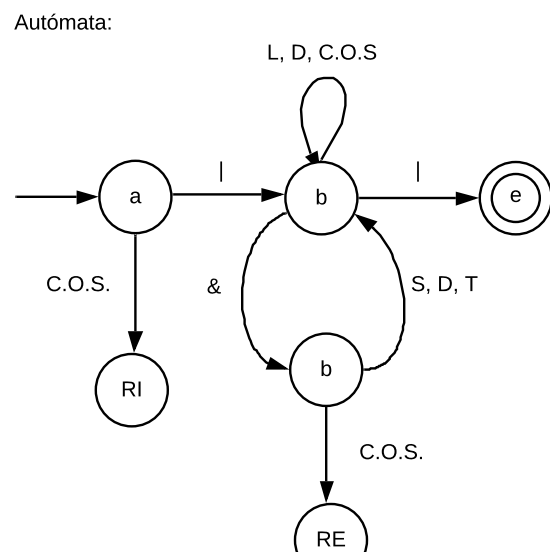 Autómata:
L, D, C.O.S
|
|
a
b
e
C.O.S.
&
S, D, T
RI
b
C.O.S.
RE